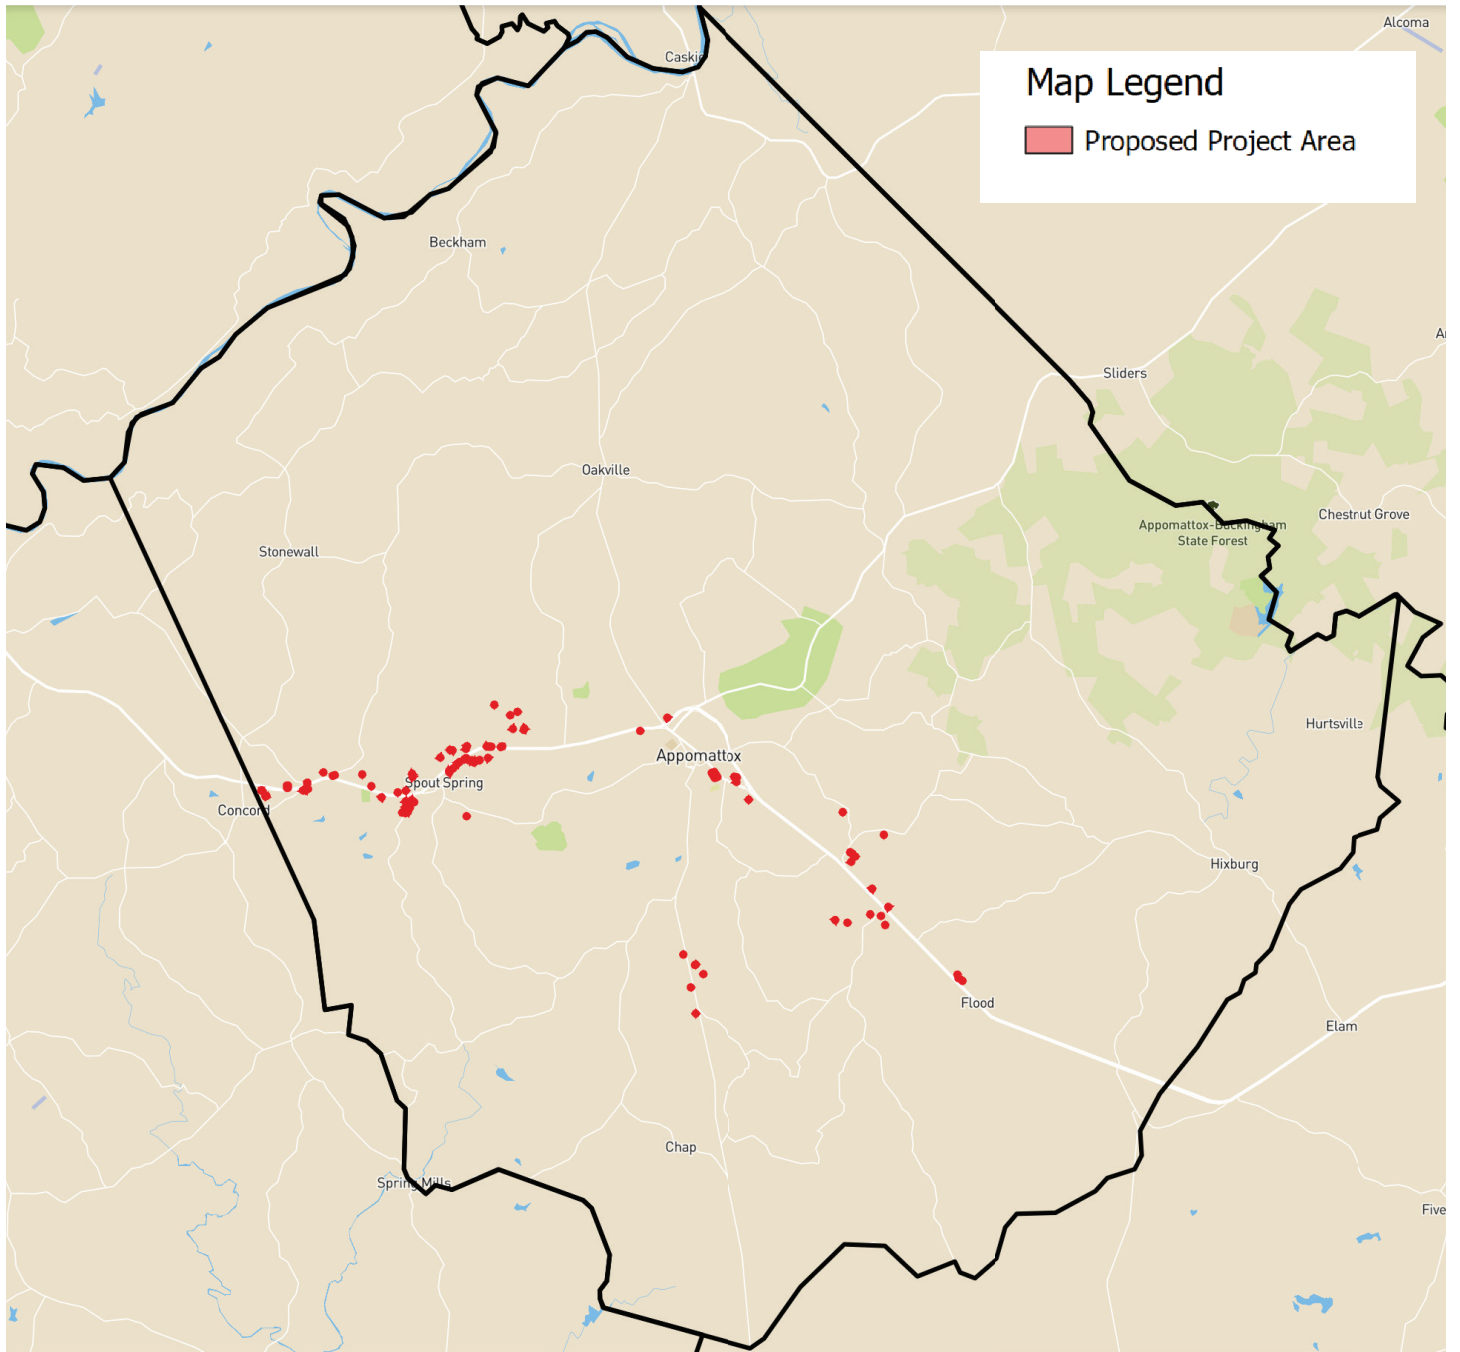 Alcoma
Caskie
Map Legend
Proposed Project Area
Beckham
Sliders
Oakville
Chestnut Grove
Appomattox-Buckingham
State Forest
Stonewall
Hurtsville
Appomattox
Spout Spring
Concord
Hixburg
Flood
Elam
Chap
Spring Mills
Five